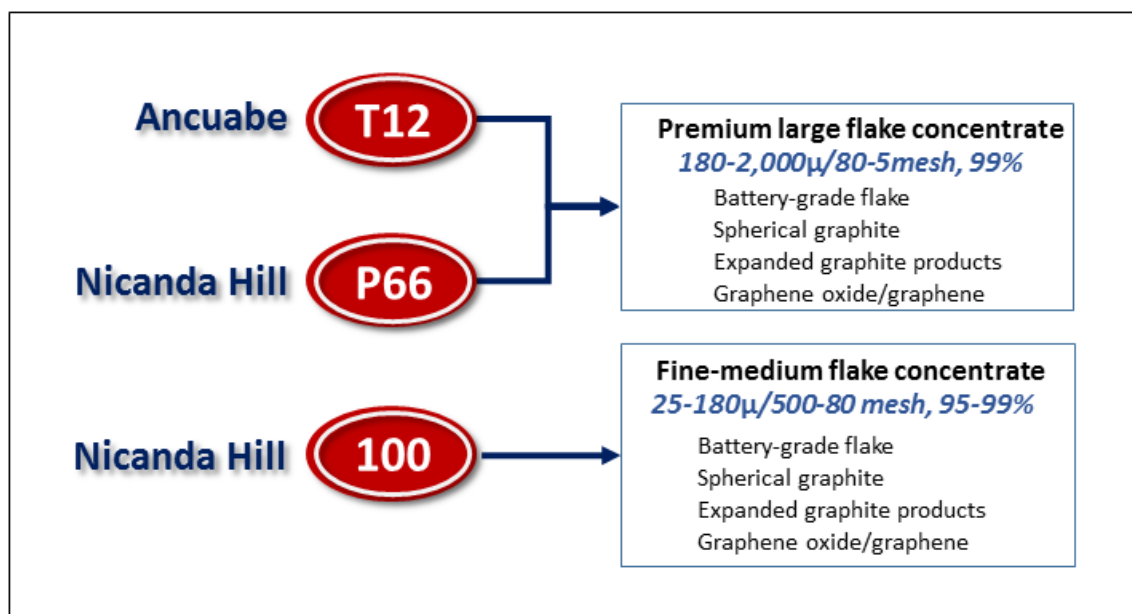 Ancuabe
T12
Nicanda Hill
P66
Premium large flake concentrate
180-2,000µ/80-5mesh, 99%
Battery-grade flake
Spherical graphite
Expanded graphite products
Graphene oxide/graphene
Nicanda Hill
100
Fine-medium flake concentrate
25-180µ/500-80 mesh, 95-99%
Battery-grade flake
Spherical graphite
Expanded graphite products
Graphene oxide/graphene